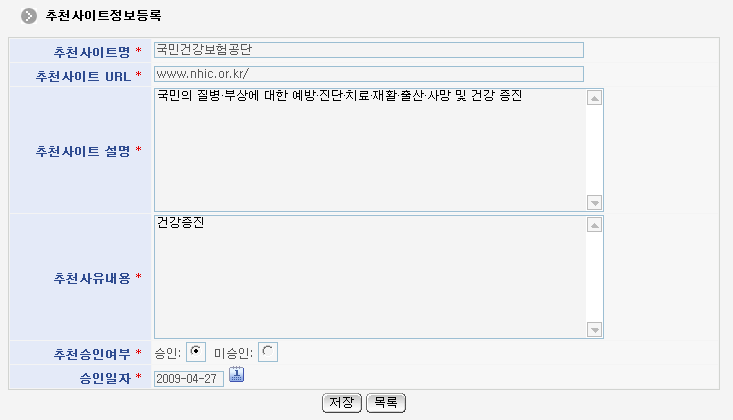 추천사이트정보등록
추천사이트명 * 국민건강보험공단
추천사이트 URL * www.nhic.or.kr/
추천사이트 설명 * 국민의 질병·부상에 대한 예방·진단·치료·재활·출산·사망 및 건강 증진
추천사유내용 * 건강증진
추천승인여부 * 승인: 미승인:
승인일자 * 2009-04-27 1
저장 목록